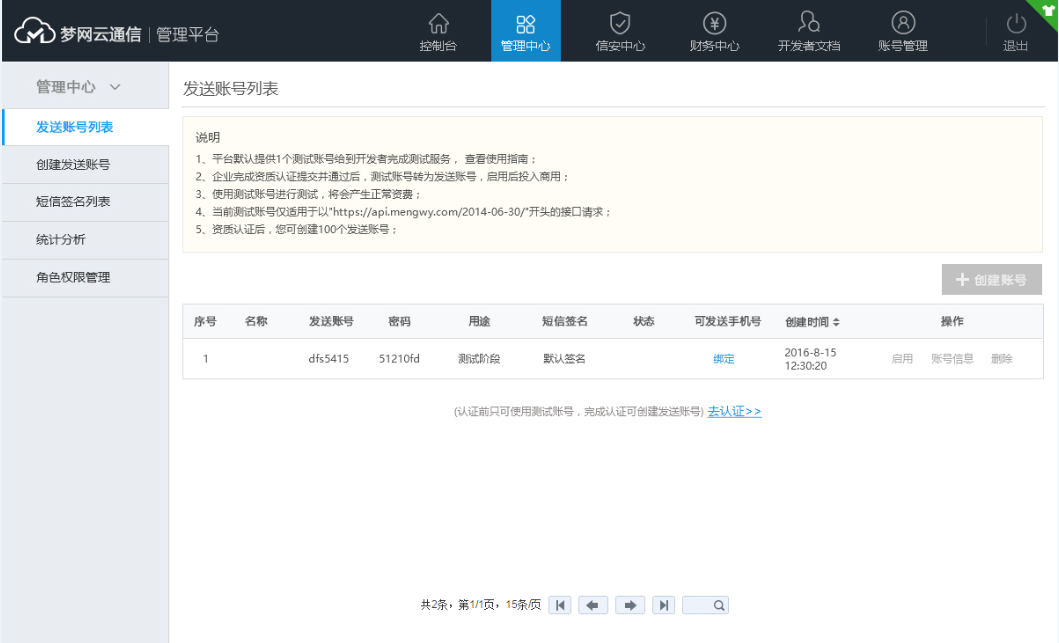 梦网云通信 | 管理平台
控制台 管理中心 信安中心 财务中心 开发者文档 账号管理 退出
管理中心
发送账号列表
创建发送账号
短信签名列表
统计分析
角色权限管理
发送账号列表
说明
1、平台默认提供1个测试账号给到开发者完成测试服务，查看使用指南；
2、企业完成资质认证提交并通过后，测试账号转为发送账号，启用后投入商用；
3、使用测试账号进行测试，将会产生正常资费；
4、当前测试账号仅适用于以"https://api.mengwy.com/2014-06-30/"开头的接口请求；
5、资质认证后，您可创建100个发送账号；
创建账号
序号 名称 发送账号 密码 用途 短信签名 状态 可发送手机号 创建时间 操作
1 dfs5415 51210fd 测试阶段 默认签名 绑定 2016-8-15 启用 账号信息 删除
12:30:20
(认证前只可使用测试账号，完成认证可创建发送账号) 去认证>>
共2条，第1/1页，15条/页